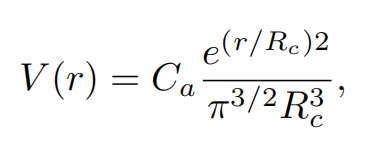 V(r) = C_a \frac{e^{(r/R_c)2}}{\pi^{3/2} R_c^3},